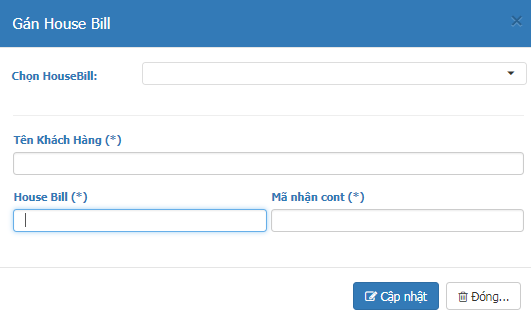 Gán House Bill
×
Chọn HouseBill:
Tên Khách Hàng (*)
House Bill (*) Mã nhận cont (*)
Cập nhật Đóng...